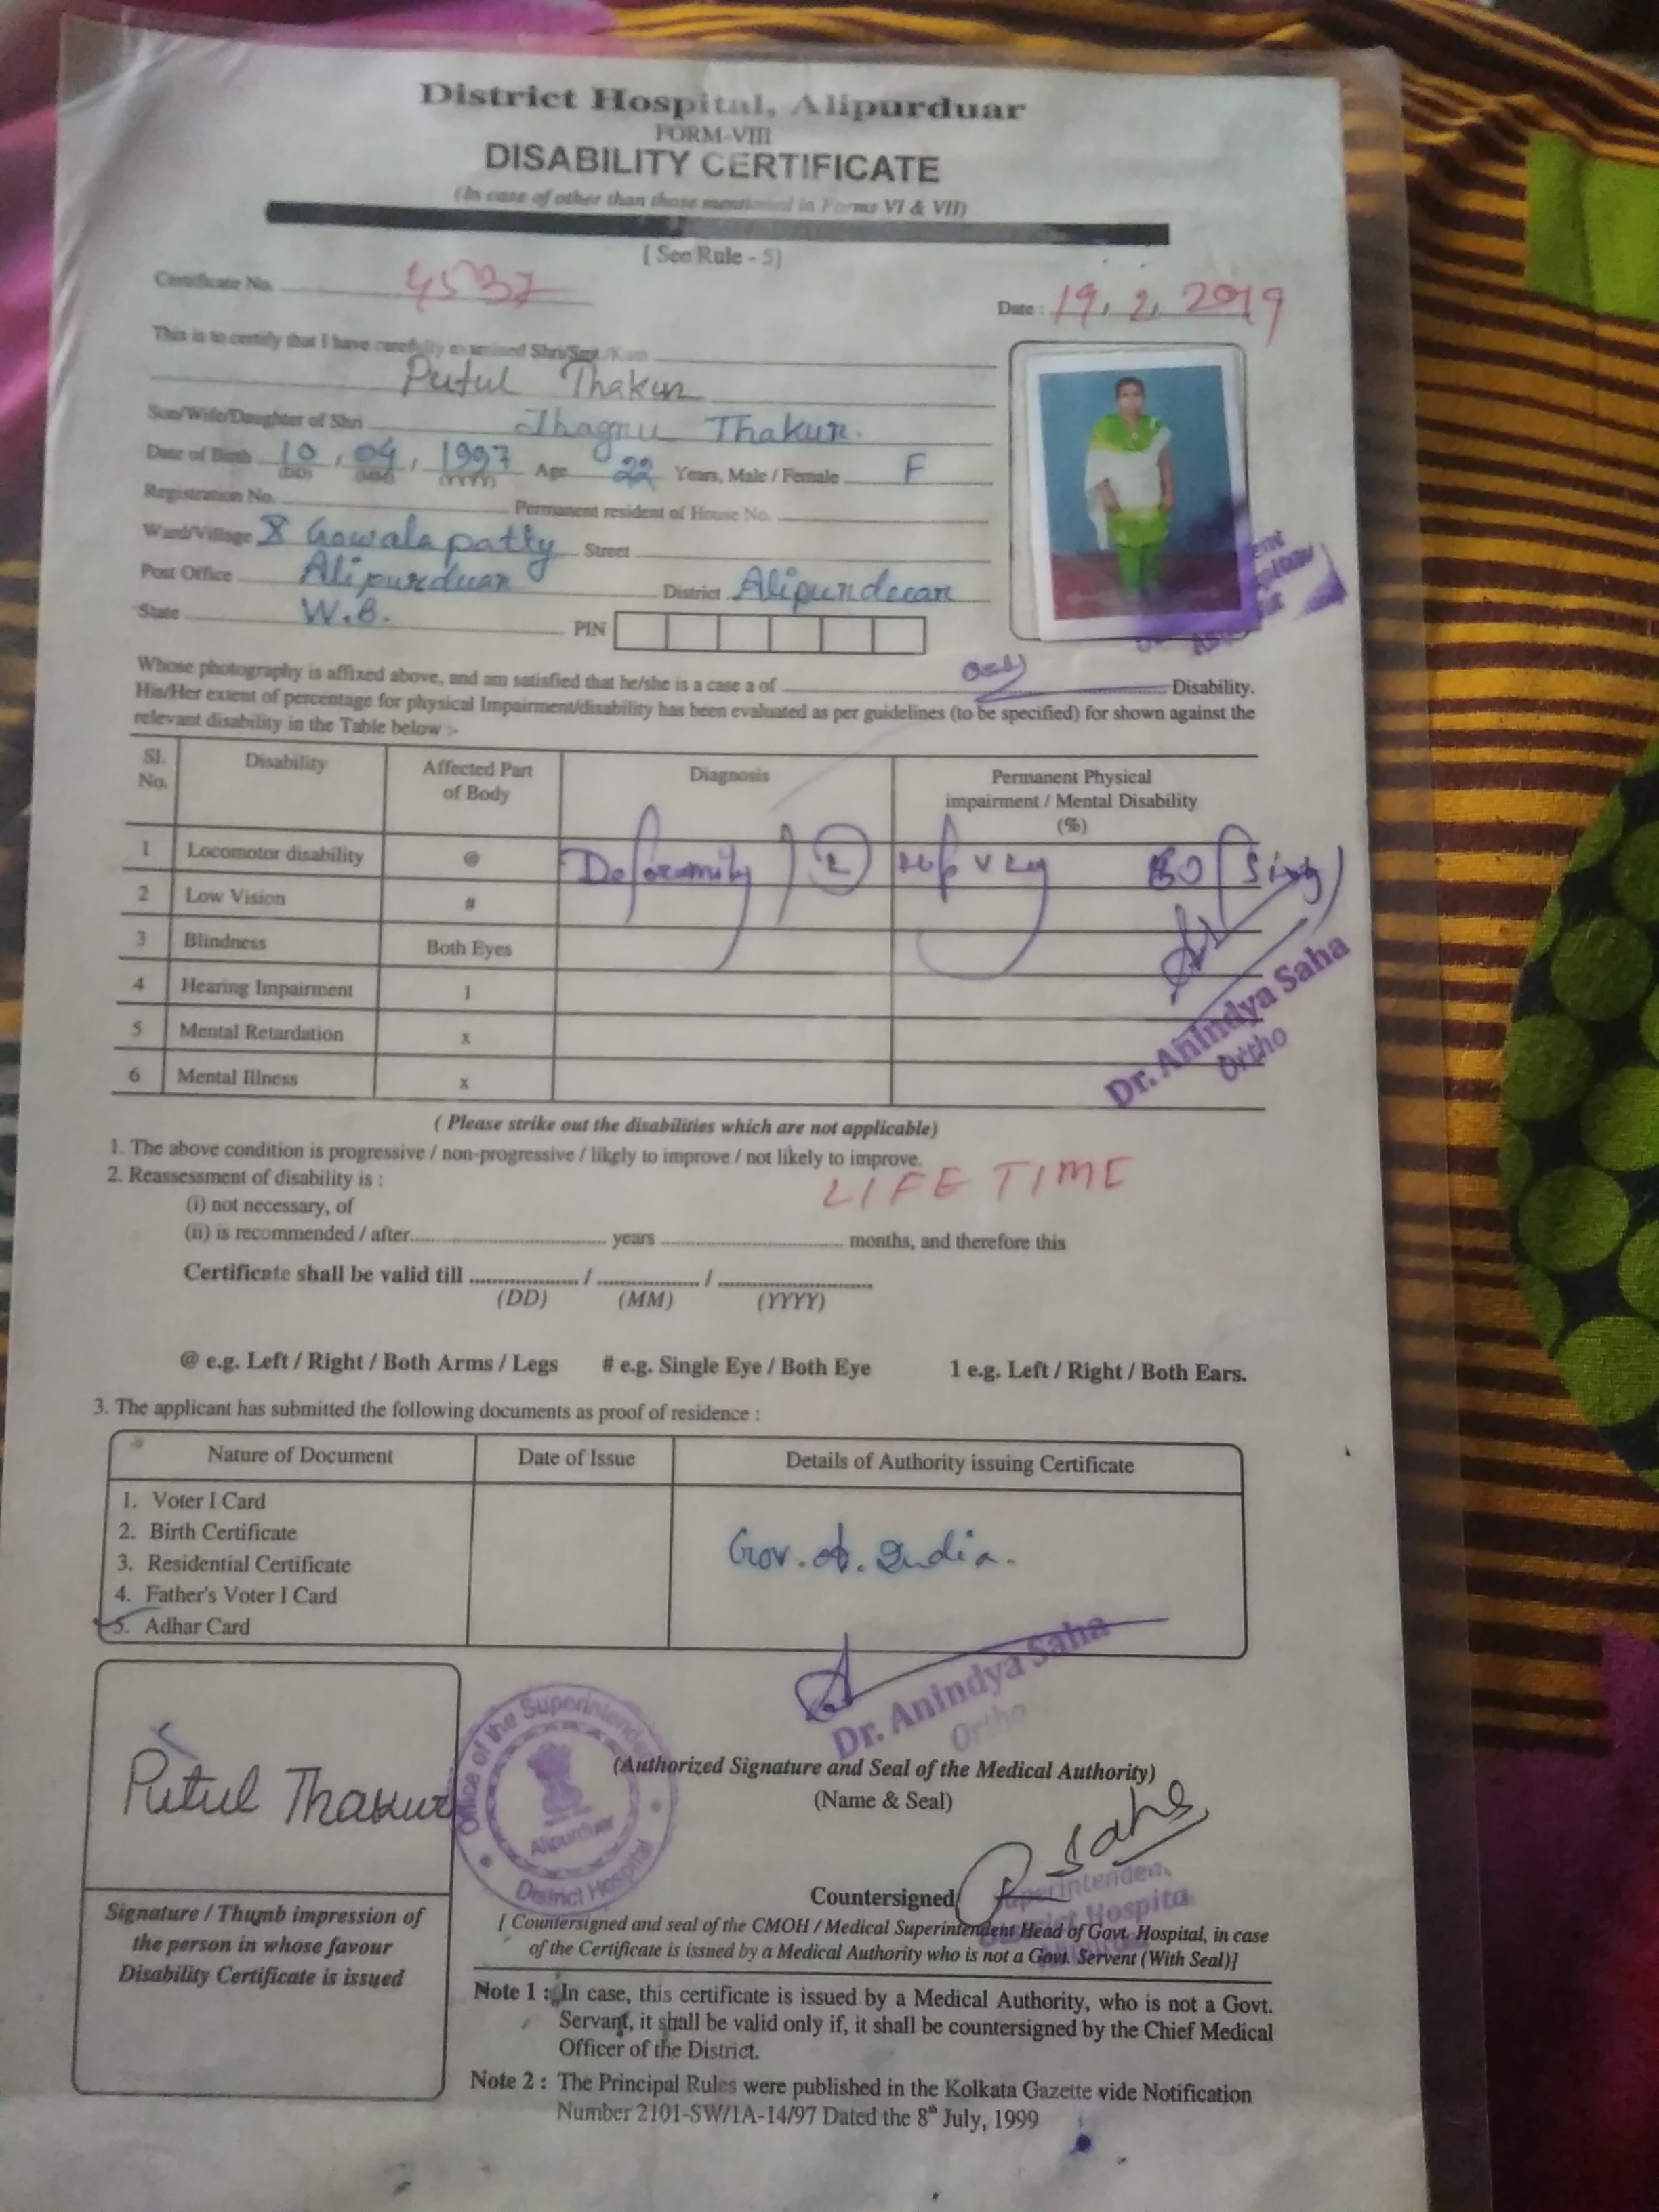 District Hospital, Alipurduar
FORM-VIII
DISABILITY CERTIFICATE
(In case of other than those mentioned in Forms VI & VII)
[ See Rule - 5]
Certificate No. 4537
Date : 19, 2, 2019
This is to certify that I have carefully examined Shri/Smt./Kum
Putul Thakur
Son/Wife/Daughter of Shri Jhagru Thakur.
Date of Birth 10, 04, 1997 Age 22 Years, Male / Female F
(DD) (MM) (YYYY)
Registration No. Permanent resident of House No.
Ward/Village Gowalapatty Street
Post Office Alipurduar District Alipurduar
State W.B. PIN
Whose photography is affixed above, and am satisfied that he/she is a case a of Disability.
His/Her extent of percentage for physical Impairment/disability has been evaluated as per guidelines (to be specified) for shown against the
relevant disability in the Table below :-
Sl. No. Disability Affected Part of Body Diagnosis Permanent Physical impairment / Mental Disability (%)
1 Locomotor disability @ Deformity
2 Low Vision #
3 Blindness Both Eyes
4 Hearing Impairment 1
5 Mental Retardation x
6 Mental Illness x
Dr. Anindya Saha
Ortho
( Please strike out the disabilities which are not applicable)
1. The above condition is progressive / non-progressive / likely to improve / not likely to improve.
2. Reassessment of disability is :
LIFE TIME
(i) not necessary, of
(ii) is recommended / after.................................. years ................................ months, and therefore this
Certificate shall be valid till .................... / ................... / ............................
(DD) (MM) (YYYY)
@ e.g. Left / Right / Both Arms / Legs # e.g. Single Eye / Both Eye 1 e.g. Left / Right / Both Ears.
3. The applicant has submitted the following documents as proof of residence :
Nature of Document Date of Issue Details of Authority issuing Certificate
1. Voter I Card
2. Birth Certificate
3. Residential Certificate
4. Father's Voter I Card
5. Adhar Card
Gov. of. India.
Dr. Anindya Saha
Ortho
Putul Thakur
Office of the Superintendent
Alipurduar
District Hospital
(Authorized Signature and Seal of the Medical Authority)
(Name & Seal)
Saha
Countersigned
Superintendent
District Hospital
[ Countersigned and seal of the CMOH / Medical Superintendent Head of Govt. Hospital, in case
of the Certificate is issued by a Medical Authority who is not a Govt. Servent (With Seal)]
Signature / Thumb impression of
the person in whose favour
Disability Certificate is issued
Note 1 : In case, this certificate is issued by a Medical Authority, who is not a Govt.
Servant, it shall be valid only if, it shall be countersigned by the Chief Medical
Officer of the District.
Note 2 : The Principal Rules were published in the Kolkata Gazette vide Notification
Number 2101-SW/1A-14/97 Dated the 8th July, 1999